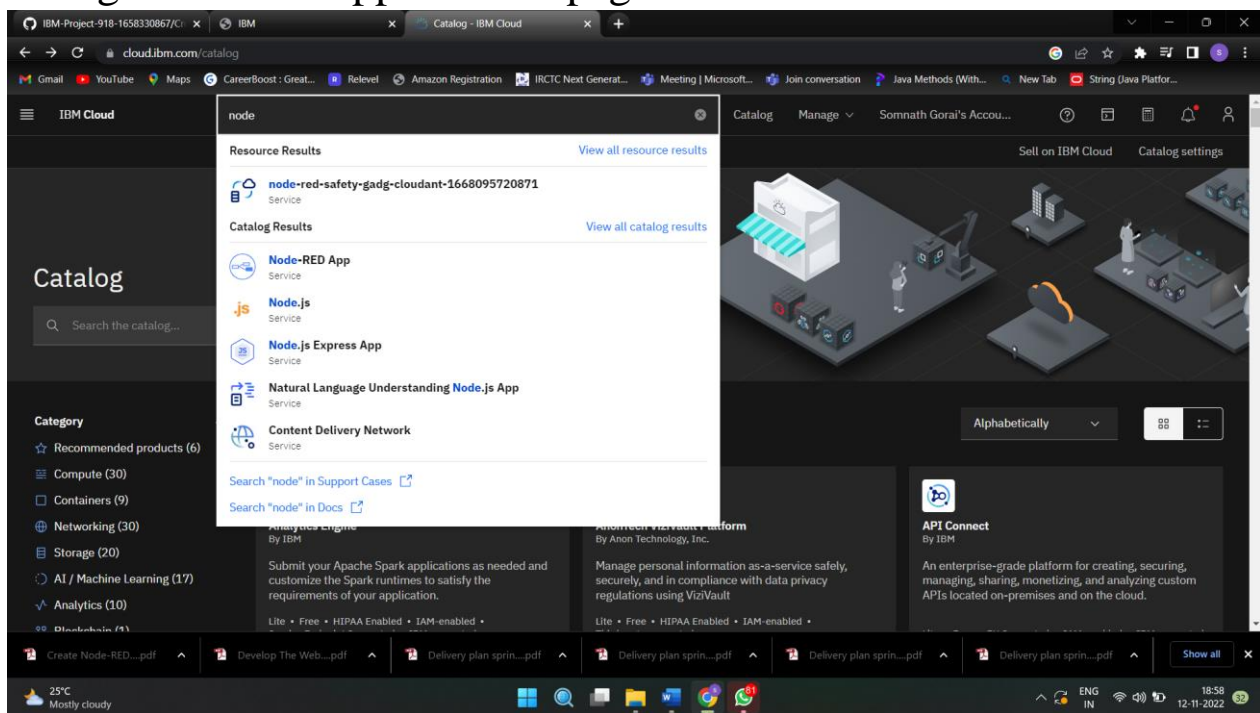 IBM-Project-918-1658330867/Cr
IBM
Catalog - IBM Cloud
cloud.ibm.com/catalog
Gmail
YouTube
Maps
CareerBoost : Great...
Relevel
Amazon Registration
IRCTC Next Generat...
Meeting | Microsoft...
Join conversation
Java Methods (With...
New Tab
String (Java Platfor...
IBM Cloud
node
Catalog
Manage
Somnath Gorai's Accou...
Sell on IBM Cloud
Catalog settings
Resource Results
View all resource results
node-red-safety-gadg-cloudant-1668095720871
Service
Catalog Results
View all catalog results
Node-RED App
Service
.js
Node.js
Service
Node.js Express App
Service
Natural Language Understanding Node.js App
Service
Content Delivery Network
Service
Search "node" in Support Cases
Search "node" in Docs
Catalog
Search the catalog...
Category
Recommended products (6)
Compute (30)
Containers (9)
Networking (30)
Storage (20)
AI / Machine Learning (17)
Analytics (10)
Blockchain (1)
Alphabetically
Analytics Engine
By IBM
Submit your Apache Spark applications as needed and
customize the Spark runtimes to satisfy the
requirements of your application.
Lite • Free • HIPAA Enabled • IAM-enabled •
By Anon Technology, Inc.
Manage personal information as-a-service safely,
securely, and in compliance with data privacy
regulations using ViziVault
Lite • Free • HIPAA Enabled • IAM-enabled •
API Connect
By IBM
An enterprise-grade platform for creating, securing,
managing, sharing, monetizing, and analyzing custom
APIs located on-premises and on the cloud.
Create Node-RED....pdf
Develop The Web....pdf
Delivery plan sprin....pdf
Delivery plan sprin....pdf
Delivery plan sprin....pdf
Delivery plan sprin....pdf
Show all
25°C
Mostly cloudy
81
ENG
IN
18:58
12-11-2022
32